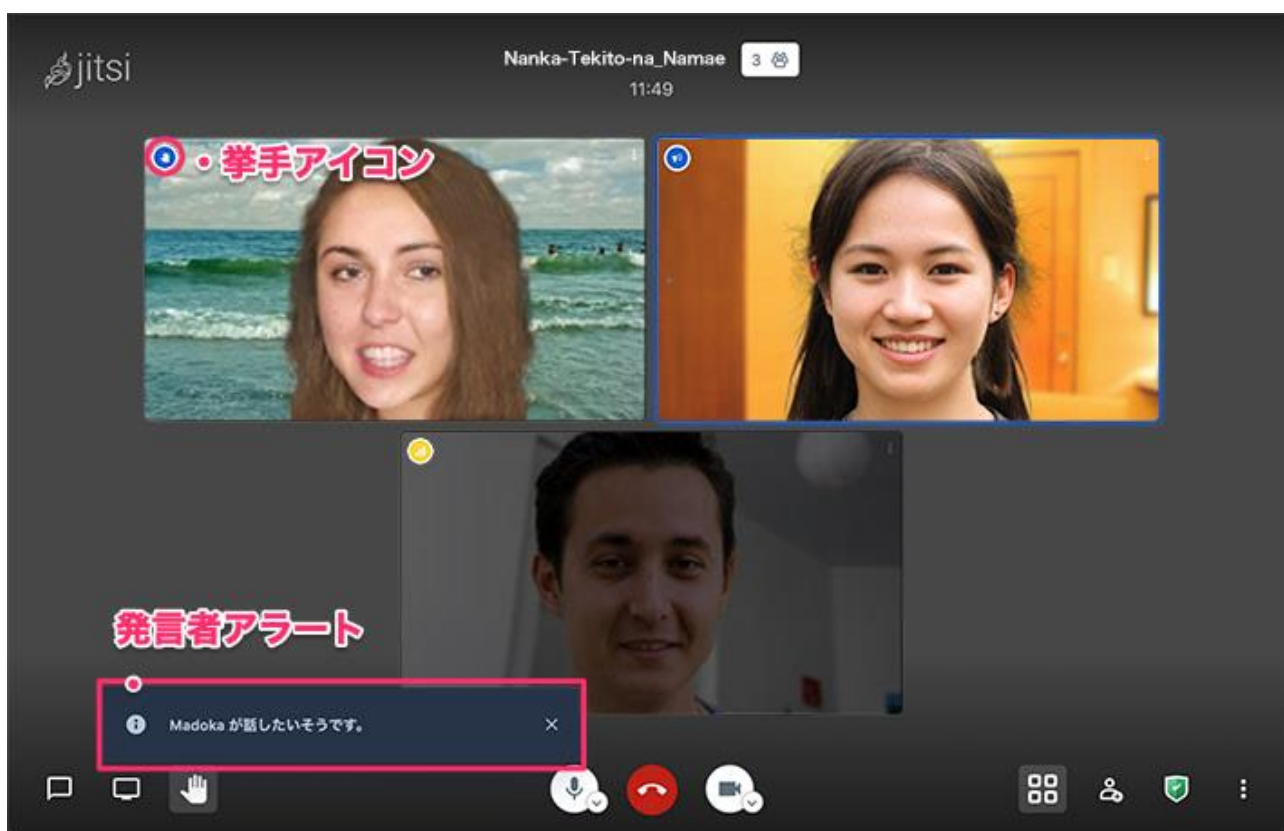 jitsi
Nanka-Tekito-na_Namae 3
11:49
・挙手アイコン
発言者アラート
Madoka が話したいそうです。